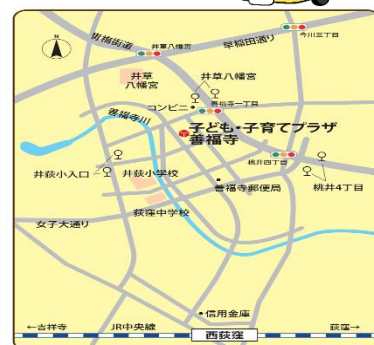 N
青梅街道
井草八幡宮
早稲田通り
今川三丁目
井草八幡宮
井草八幡宮
コンビニ
善福寺一丁目
善福寺川
子ども・子育てプラザ
善福寺
桃井四丁目
井荻小入口
井荻小学校
善福寺郵便局
桃井4丁目
荻窪中学校
女子大通り
信用金庫
←吉祥寺
JR中央線
西荻窪
荻窪→